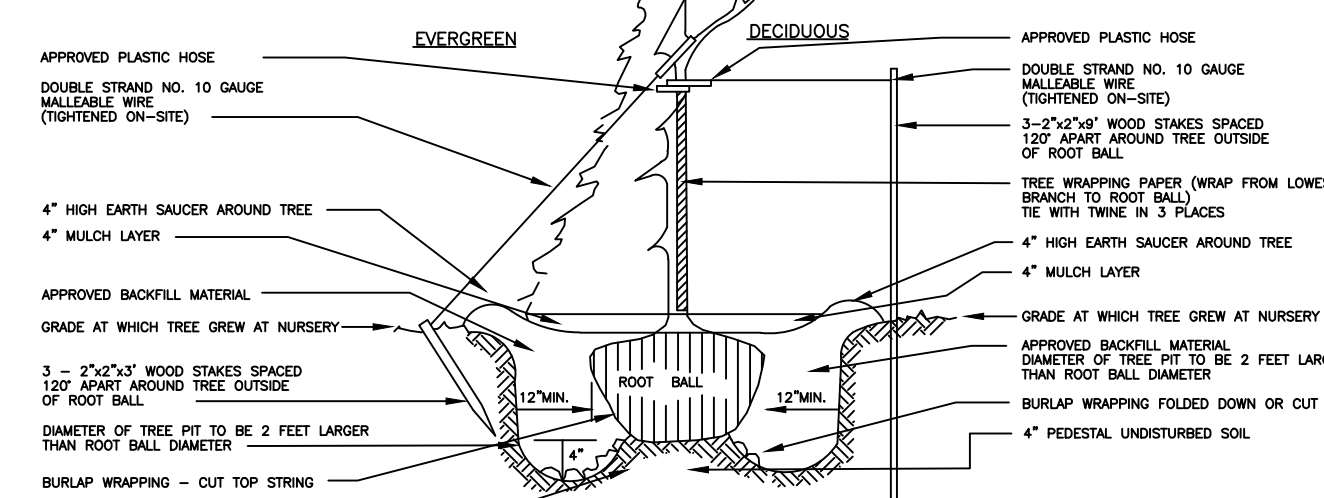 EVERGREEN
DECIDUOUS
APPROVED PLASTIC HOSE
DOUBLE STRAND NO. 10 GAUGE
MALLEABLE WIRE
(TIGHTENED ON-SITE)
4" HIGH EARTH SAUCER AROUND TREE
4" MULCH LAYER
APPROVED BACKFILL MATERIAL
GRADE AT WHICH TREE GREW AT NURSERY
3 - 2"x2"x3' WOOD STAKES SPACED
120° APART AROUND TREE OUTSIDE
OF ROOT BALL
DIAMETER OF TREE PIT TO BE 2 FEET LARGER
THAN ROOT BALL DIAMETER
BURLAP WRAPPING - CUT TOP STRING
ROOT BALL
12"MIN.
12"MIN.
4"
APPROVED PLASTIC HOSE
DOUBLE STRAND NO. 10 GAUGE
MALLEABLE WIRE
(TIGHTENED ON-SITE)
3-2"x2"x9' WOOD STAKES SPACED
120° APART AROUND TREE OUTSIDE
OF ROOT BALL
TREE WRAPPING PAPER (WRAP FROM LOWES
BRANCH TO ROOT BALL)
TIE WITH TWINE IN 3 PLACES
4" HIGH EARTH SAUCER AROUND TREE
4" MULCH LAYER
GRADE AT WHICH TREE GREW AT NURSERY
APPROVED BACKFILL MATERIAL
DIAMETER OF TREE PIT TO BE 2 FEET LARG
THAN ROOT BALL DIAMETER
BURLAP WRAPPING FOLDED DOWN OR CUT
4" PEDESTAL UNDISTURBED SOIL